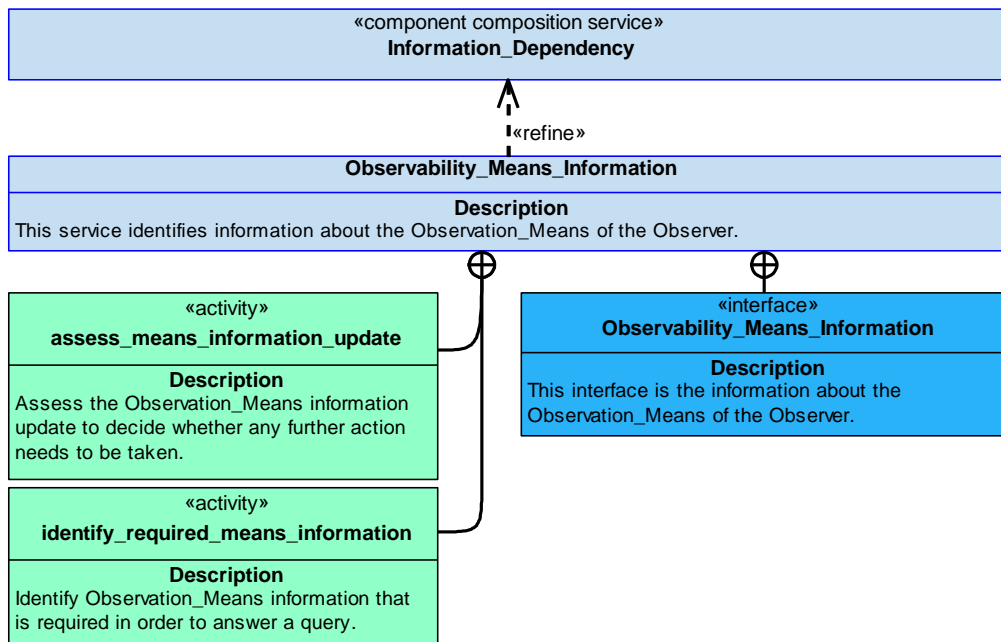 «component composition service»
Information_Dependency
«refine»
Observability_Means_Information
Description
This service identifies information about the Observation_Means of the Observer.
«activity»
assess_means_information_update
Description
Assess the Observation_Means information
update to decide whether any further action
needs to be taken.
«interface»
Observability_Means_Information
Description
This interface is the information about the
Observation_Means of the Observer.
«activity»
identify_required_means_information
Description
Identify Observation_Means information that
is required in order to answer a query.